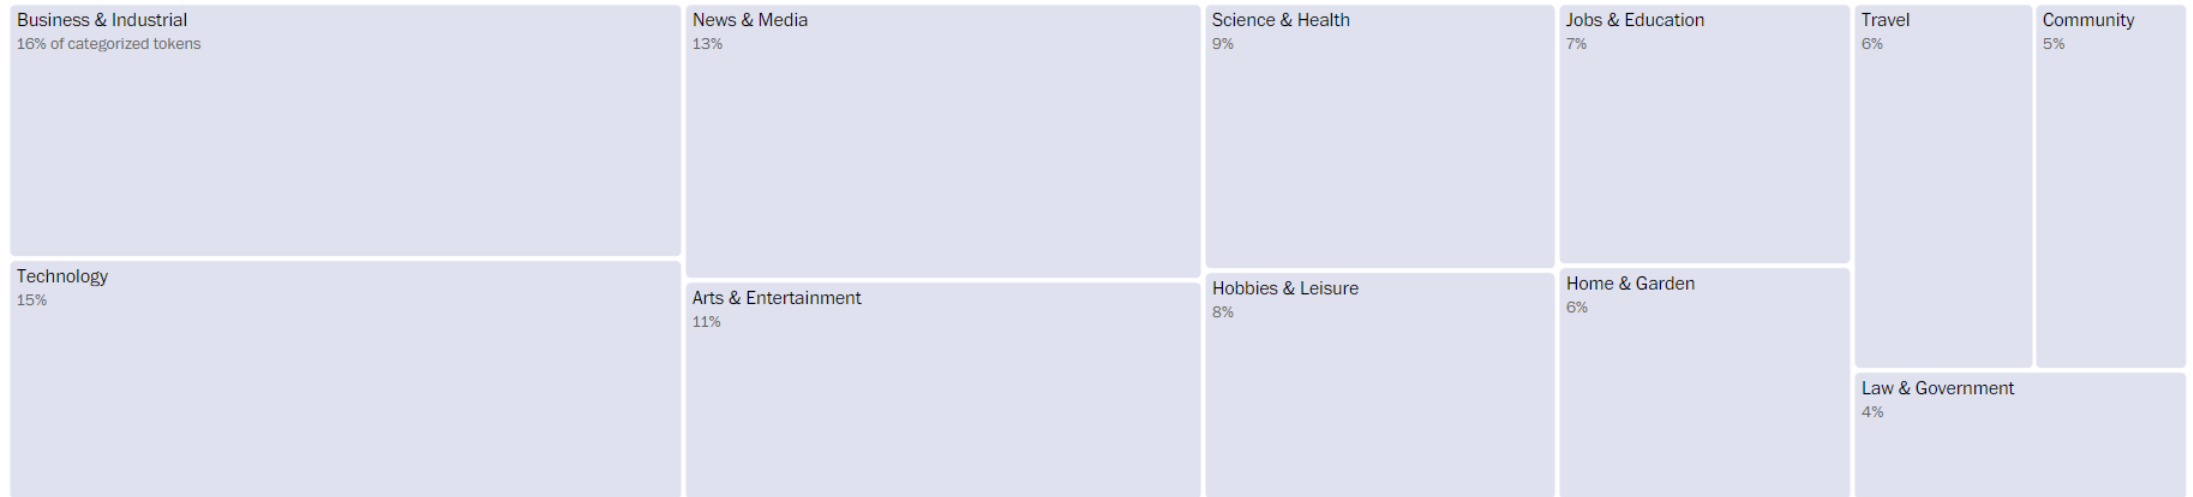 Business & Industrial
16% of categorized tokens
Technology
15%
News & Media
13%
Arts & Entertainment
11%
Science & Health
9%
Hobbies & Leisure
8%
Jobs & Education
7%
Home & Garden
6%
Travel
6%
Community
5%
Law & Government
4%